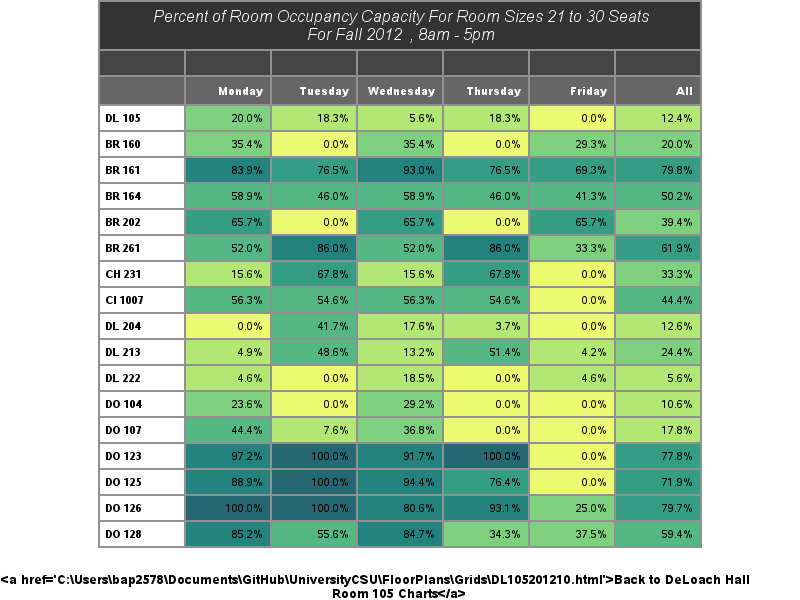 Percent of Room Occupancy Capacity For Room Sizes 21 to 30 Seats
For Fall 2012 , 8am - 5pm
Monday Tuesday Wednesday Thursday Friday All
DL 105 20.0% 18.3% 5.6% 18.3% 0.0% 12.4%
BR 160 35.4% 0.0% 35.4% 0.0% 29.3% 20.0%
BR 161 83.9% 76.5% 93.0% 76.5% 69.3% 79.8%
BR 164 58.9% 46.0% 58.9% 46.0% 41.3% 50.2%
BR 202 65.7% 0.0% 65.7% 0.0% 65.7% 39.4%
BR 261 52.0% 86.0% 52.0% 86.0% 33.3% 61.9%
CH 231 15.6% 67.8% 15.6% 67.8% 0.0% 33.3%
CI 1007 56.3% 54.6% 56.3% 54.6% 0.0% 44.4%
DL 204 0.0% 41.7% 17.6% 3.7% 0.0% 12.6%
DL 213 4.9% 48.6% 13.2% 51.4% 4.2% 24.4%
DL 222 4.6% 0.0% 18.5% 0.0% 4.6% 5.6%
DO 104 23.6% 0.0% 29.2% 0.0% 0.0% 10.6%
DO 107 44.4% 7.6% 36.8% 0.0% 0.0% 17.8%
DO 123 97.2% 100.0% 91.7% 100.0% 0.0% 77.8%
DO 125 88.9% 100.0% 94.4% 76.4% 0.0% 71.9%
DO 126 100.0% 100.0% 80.6% 93.1% 25.0% 79.7%
DO 128 85.2% 55.6% 84.7% 34.3% 37.5% 59.4%
<a href='C:\Users\bap2578\Documents\GitHub\UniversityCSU\FloorPlans\Grids\DL105201210.html'>Back to DeLoach Hall
Room 105 Charts</a>